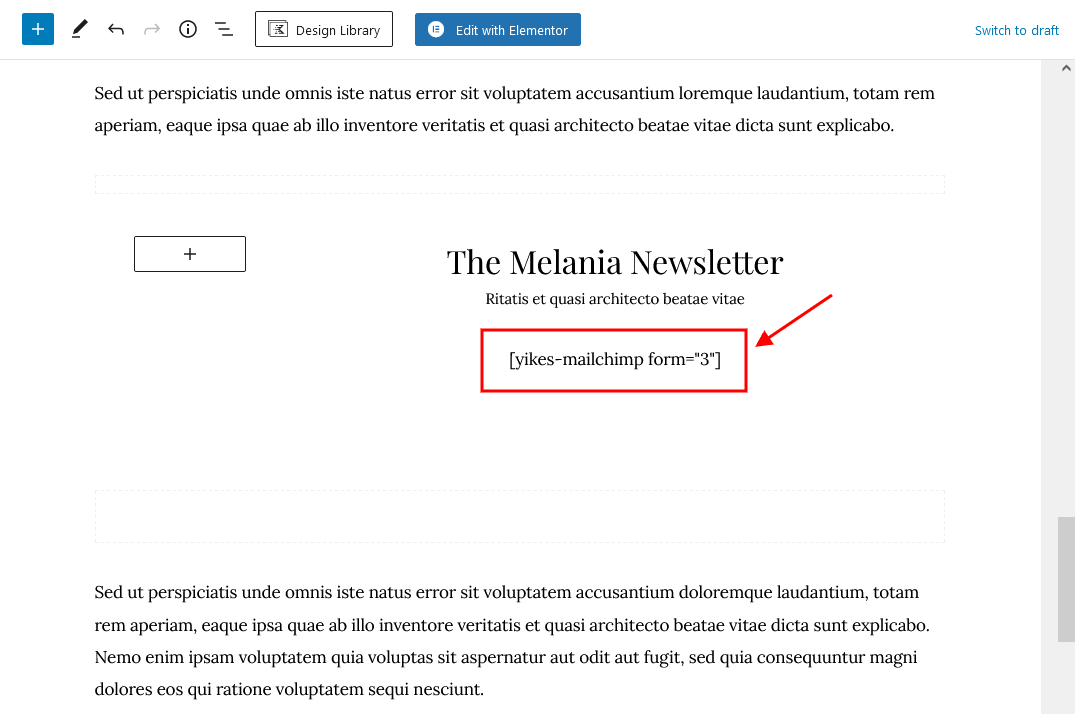 Design Library
Edit with Elementor
Switch to draft
Sed ut perspiciatis unde omnis iste natus error sit voluptatem accusantium loremque laudantium, totam rem
aperiam, eaque ipsa quae ab illo inventore veritatis et quasi architecto beatae vitae dicta sunt explicabo.
The Melania Newsletter
Ritatis et quasi architecto beatae vitae
[yikes-mailchimp form="3"]
Sed ut perspiciatis unde omnis iste natus error sit voluptatem accusantium doloremque laudantium, totam
rem aperiam, eaque ipsa quae ab illo inventore veritatis et quasi architecto beatae vitae dicta sunt explicabo.
Nemo enim ipsam voluptatem quia voluptas sit aspernatur aut odit aut fugit, sed quia consequuntur magni
dolores eos qui ratione voluptatem sequi nesciunt.